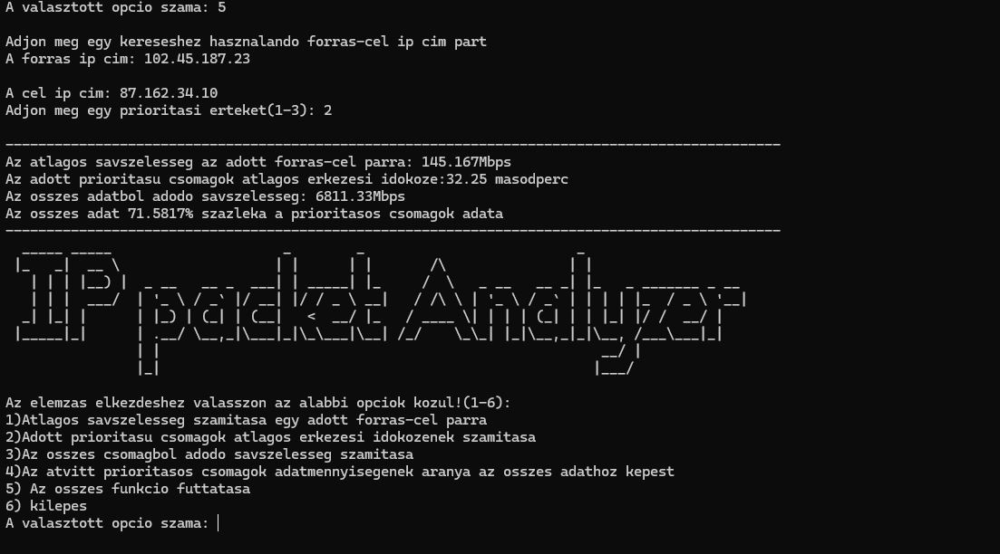 A valasztott opcio szama: 5
Adjon meg egy kereseshez hasznalando forras-cel ip cim part
A forras ip cim: 102.45.187.23
A cel ip cim: 87.162.34.10
Adjon meg egy prioritasi erteket(1-3): 2
Az atlagos savszelesseg az adott forras-cel parra: 145.167Mbps
Az adott prioritasu csomagok atlagos erkezesi idokoze:32.25 masodperc
Az osszes adatbol adodo savszelesseg: 6811.33Mbps
Az osszes adat 71.5817% szazleka a prioritasos csomagok adata
IP packet Analyzer
Az elemzas elkezdeshez valasszon az alabbi opciok kozul!(1-6):
1)Atlagos savszelesseg szamitasa egy adott forras-cel parra
2)Adott prioritasu csomagok atlagos erkezesi idokozenek szamitasa
3)Az osszes csomagbol adodo savszelesseg szamitasa
4)Az atvitt prioritasos csomagok adatmennyisegenek aranya az osszes adathoz kepest
5) Az osszes funkcio futtatasa
6) kilepes
A valasztott opcio szama: